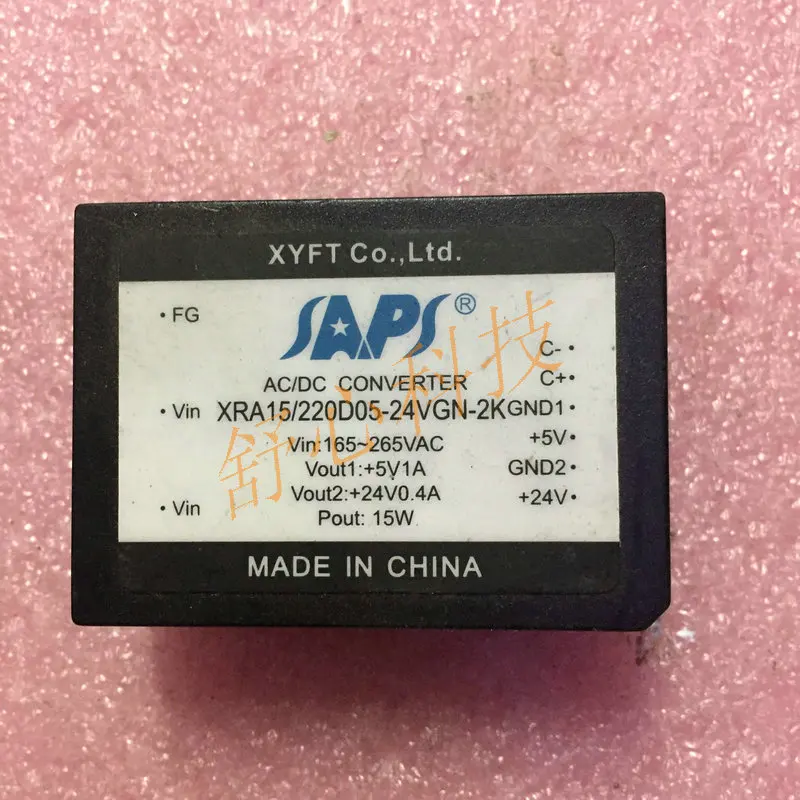 XYFT Co.,Ltd.
SAPS®
• FG
C- •
AC/DC CONVERTER
C+ •
• Vin
XRA15/220D05-24VGN-2K
GND1 •
Vin:165~265VAC
+5V •
Vout1:+5V1A
GND2 •
Vout2:+24V0.4A
+24V •
• Vin
Pout: 15W
MADE IN CHINA
舒心科技